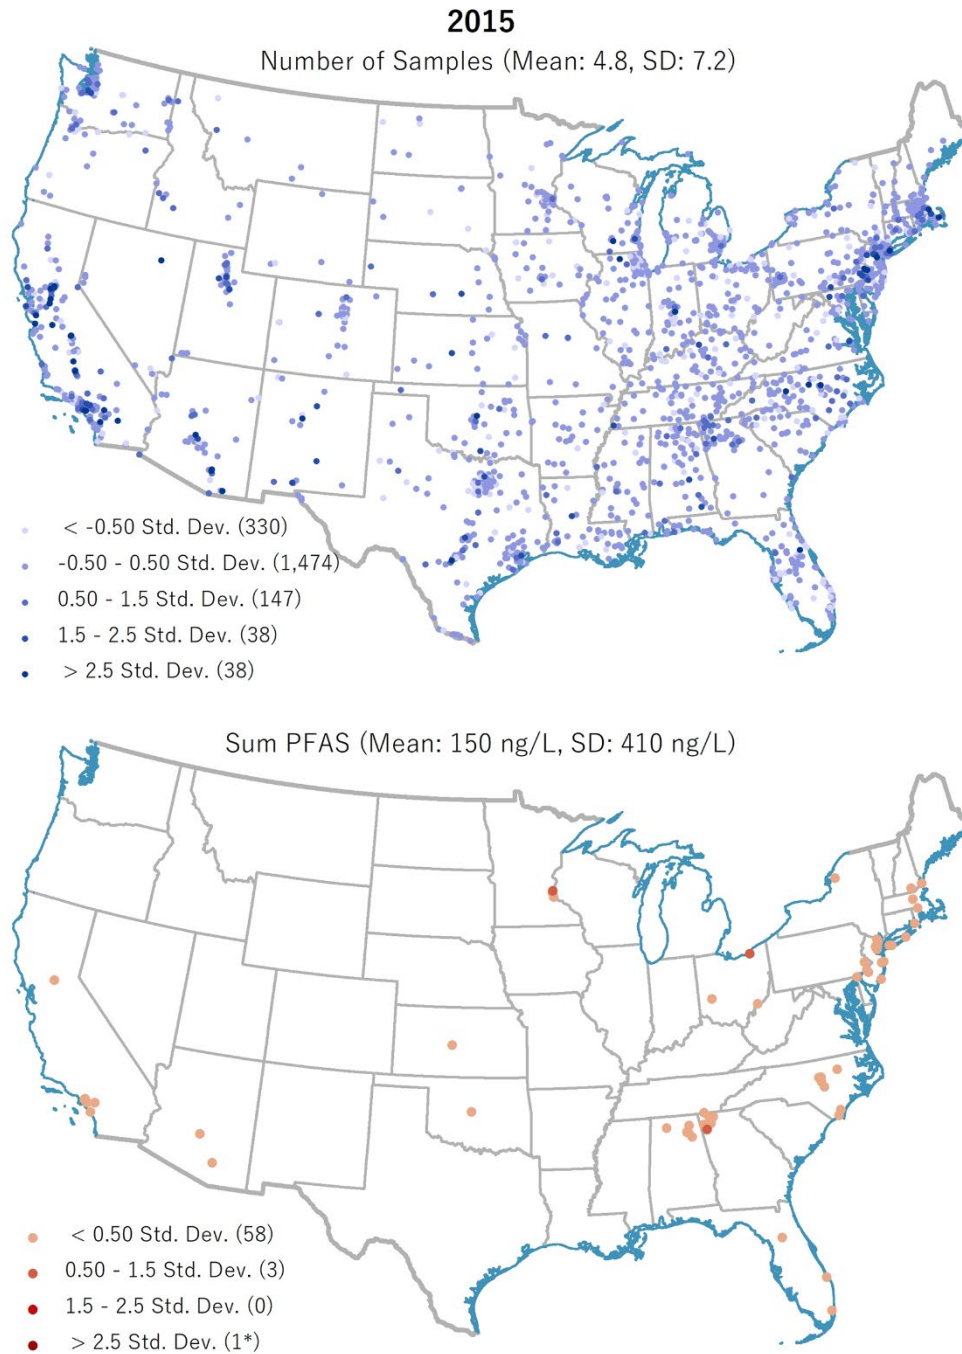 2015
Number of Samples (Mean: 4.8, SD: 7.2)
< -0.50 Std. Dev. (330)
-0.50 - 0.50 Std. Dev. (1,474)
0.50 - 1.5 Std. Dev. (147)
1.5 - 2.5 Std. Dev. (38)
> 2.5 Std. Dev. (38)
Sum PFAS (Mean: 150 ng/L, SD: 410 ng/L)
< 0.50 Std. Dev. (58)
0.50 - 1.5 Std. Dev. (3)
1.5 - 2.5 Std. Dev. (0)
> 2.5 Std. Dev. (1*)